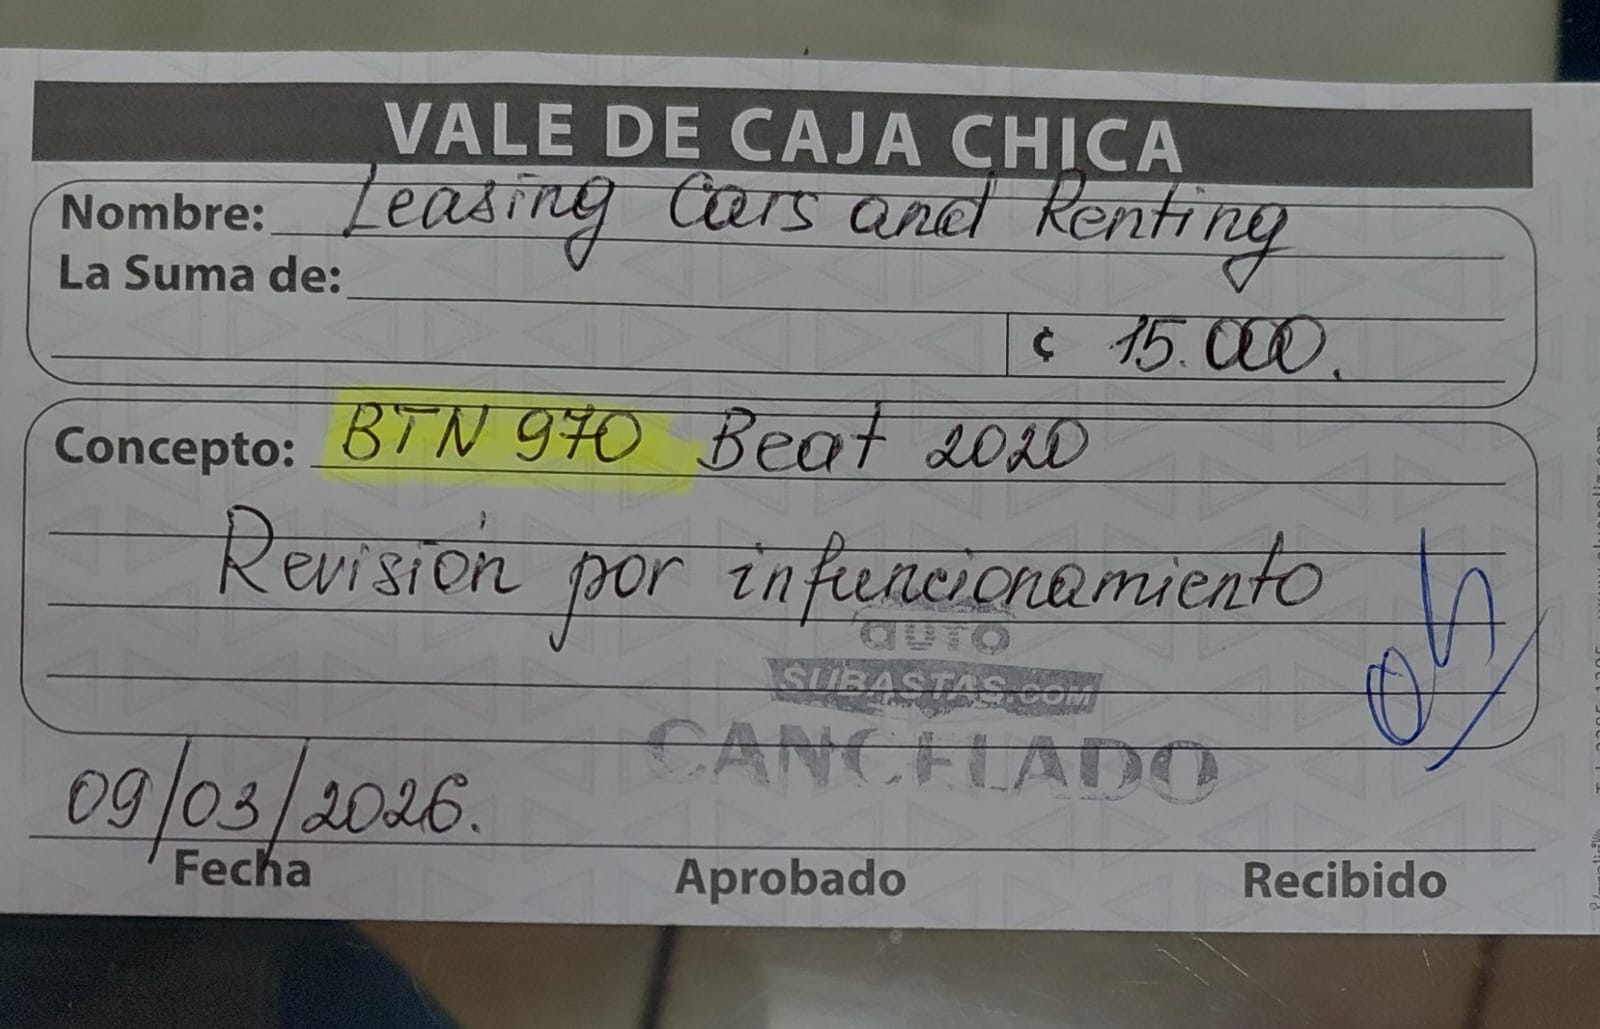 VALE DE CAJA CHICA
Nombre: Leasing Cars and Renting
La Suma de:
¢ 15.000.
Concepto: BTN 970 Beat 2020
Revisión por infuncionamiento
AUTO
SUBASTAS.COM
CANCELADO
09/03/2026.
Fecha Aprobado Recibido